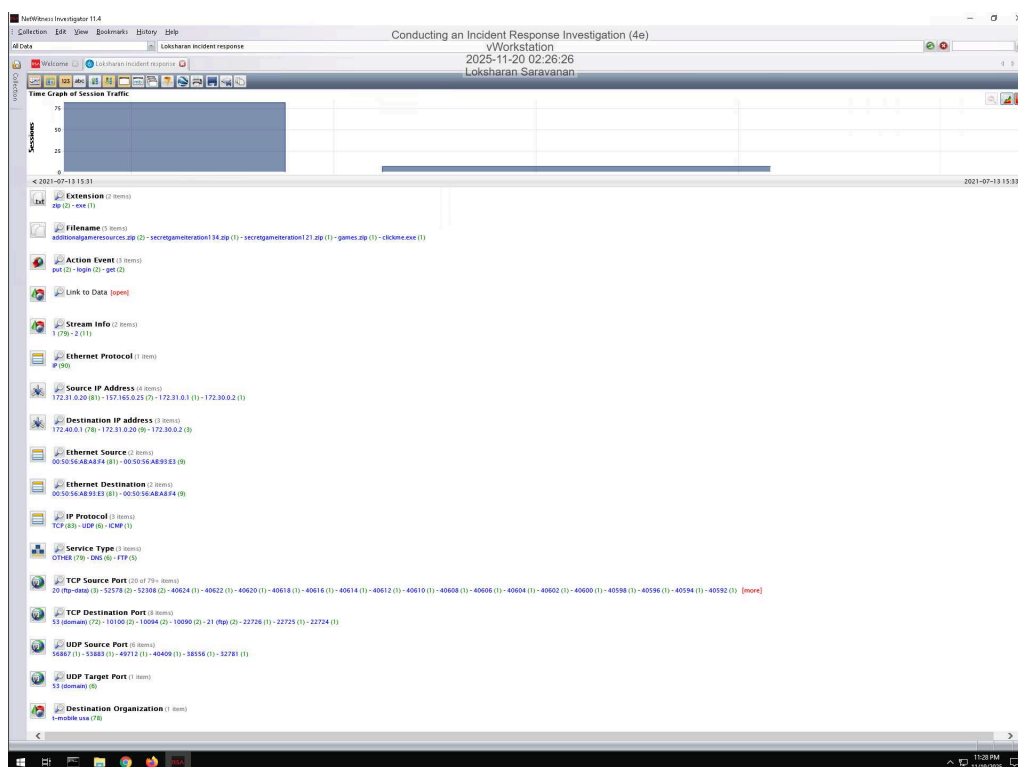 NetWitness Investigator 11.4
Collection Edit View Bookmarks History Help
Conducting an Incident Response Investigation (4e)
All Data Loksharan incident response
vWorkstation
2025-11-20 02:26:26
Loksharan Saravanan
Welcome Loksharan incident response
Collection
Time Graph of Session Traffic
Sessions
75
50
25
0
< 2021-07-13 15:31 2021-07-13 15:33
Extension (2 items)
zip (2) - exe (1)
Filename (5 items)
additionalgameresources.zip (2) - secretgameiteration134.zip (1) - secretgameiteration121.zip (1) - games.zip (1) - clickme.exe (1)
Action Event (3 items)
put (2) - login (2) - get (2)
Link to Data [open]
Stream Info (2 items)
1 (79) - 2 (11)
Ethernet Protocol (1 item)
IP (90)
Source IP Address (4 items)
172.31.0.20 (81) - 157.165.0.25 (7) - 172.31.0.1 (1) - 172.30.0.2 (1)
Destination IP address (3 items)
172.40.0.1 (78) - 172.31.0.20 (9) - 172.30.0.2 (3)
Ethernet Source (2 items)
00:50:56:AB:A8:F4 (81) - 00:50:56:AB:93:E3 (9)
Ethernet Destination (2 items)
00:50:56:AB:93:E3 (81) - 00:50:56:AB:A8:F4 (9)
IP Protocol (3 items)
TCP (83) - UDP (6) - ICMP (1)
Service Type (3 items)
OTHER (79) - DNS (6) - FTP (5)
TCP Source Port (20 of 79+ items)
20 (ftp-data) (3) - 52578 (2) - 52308 (2) - 40624 (1) - 40622 (1) - 40620 (1) - 40618 (1) - 40616 (1) - 40614 (1) - 40612 (1) - 40610 (1) - 40608 (1) - 40606 (1) - 40604 (1) - 40602 (1) - 40600 (1) - 40598 (1) - 40596 (1) - 40594 (1) - 40592 (1) [more]
TCP Destination Port (8 items)
53 (domain) (72) - 10100 (2) - 10094 (2) - 10090 (2) - 21 (ftp) (2) - 22726 (1) - 22725 (1) - 22724 (1)
UDP Source Port (6 items)
56867 (1) - 53883 (1) - 49712 (1) - 40409 (1) - 38556 (1) - 32781 (1)
UDP Target Port (1 item)
53 (domain) (6)
Destination Organization (1 item)
t-mobile usa (78)
11:28 PM
11/19/2025